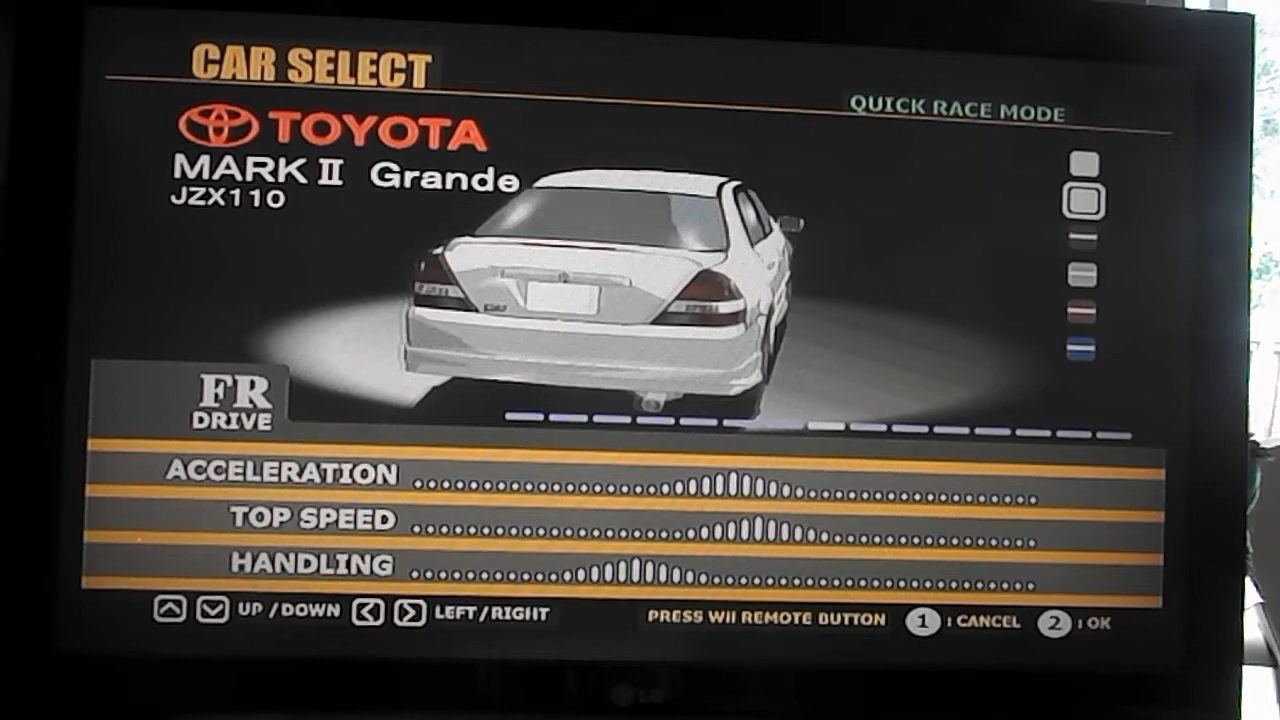 CAR SELECT
QUICK RACE MODE
TOYOTA
MARK II Grande
JZX110
FR
DRIVE
ACCELERATION
TOP SPEED
HANDLING
UP / DOWN LEFT / RIGHT PRESS WII REMOTE BUTTON 1 : CANCEL 2 : OK
LG